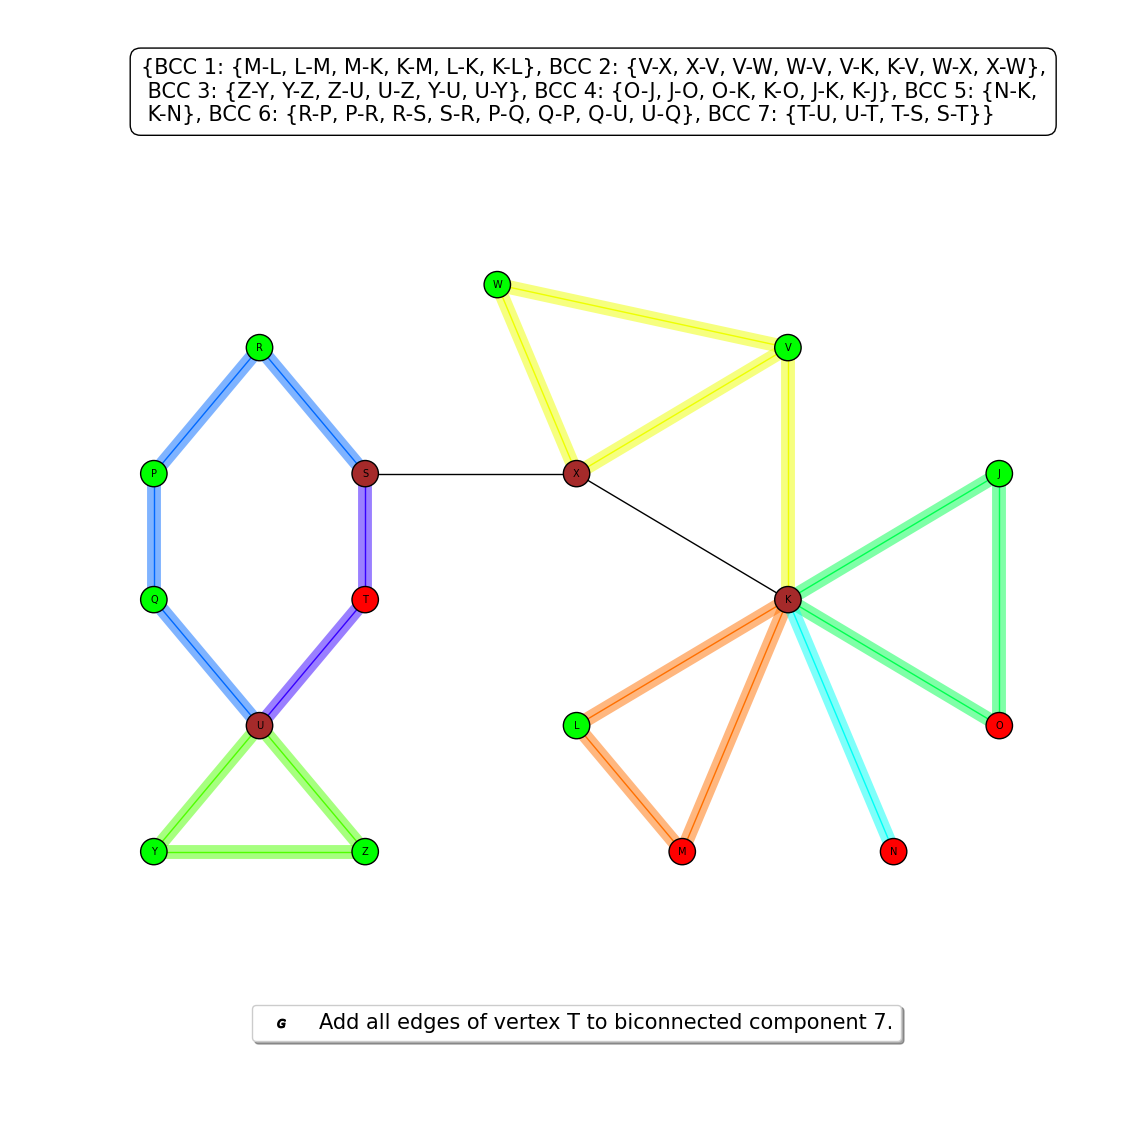 {BCC 1: {M-L, L-M, M-K, K-M, L-K, K-L}, BCC 2: {V-X, X-V, V-W, W-V, V-K, K-V, W-X, X-W},
BCC 3: {Z-Y, Y-Z, Z-U, U-Z, Y-U, U-Y}, BCC 4: {O-J, J-O, O-K, K-O, J-K, K-J}, BCC 5: {N-K,
K-N}, BCC 6: {R-P, P-R, R-S, S-R, P-Q, Q-P, Q-U, U-Q}, BCC 7: {T-U, U-T, T-S, S-T}}
W
R
V
P
S
X
J
Q
T
K
U
L
O
Y
Z
M
N
G Add all edges of vertex T to biconnected component 7.